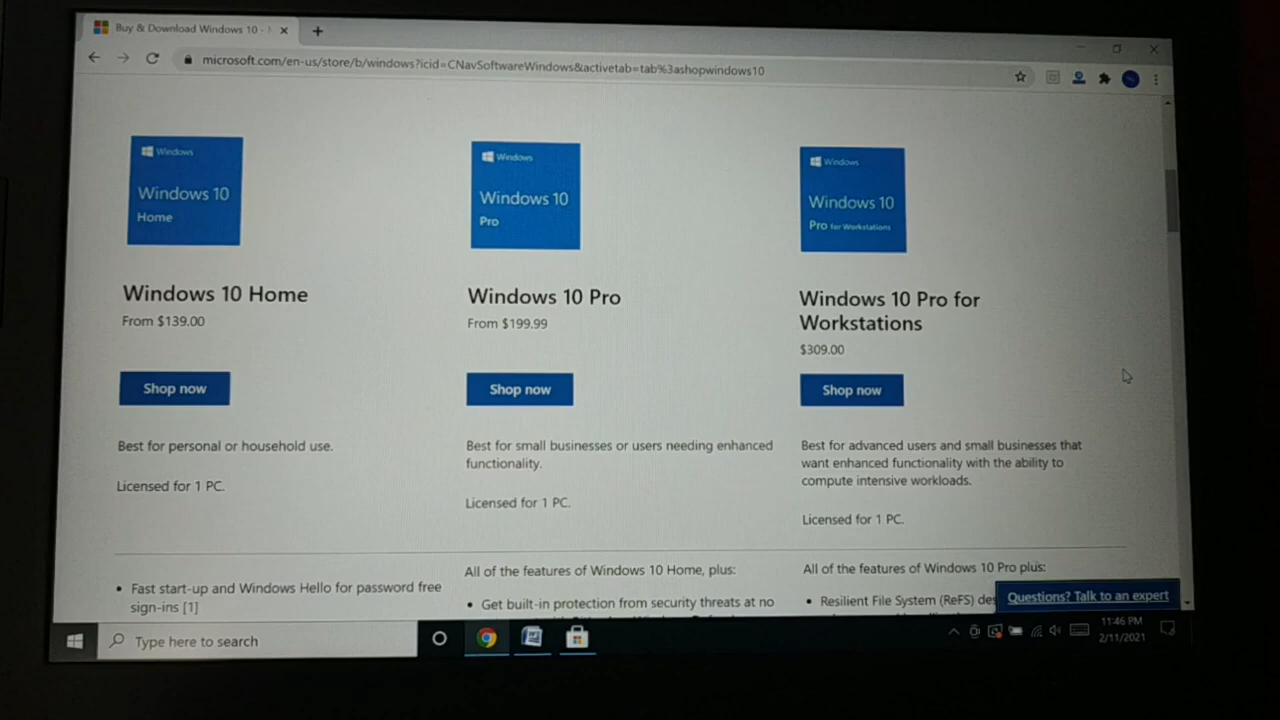 Buy & Download Windows 10 -
microsoft.com/en-us/store/b/windows?icid=CNavSoftwareWindows&activetab=tab%3ashopwindows10
Windows
Windows 10
Home
Windows
Windows 10
Pro
Windows
Windows 10
Pro for Workstations
Windows 10 Home
From $139.00
Shop now
Best for personal or household use.
Licensed for 1 PC.
Windows 10 Pro
From $199.99
Shop now
Best for small businesses or users needing enhanced
functionality.
Licensed for 1 PC.
Windows 10 Pro for
Workstations
$309.00
Shop now
Best for advanced users and small businesses that
want enhanced functionality with the ability to
compute intensive workloads.
Licensed for 1 PC.
• Fast start-up and Windows Hello for password free
sign-ins [1]
All of the features of Windows 10 Home, plus:
• Get built-in protection from security threats at no
All of the features of Windows 10 Pro plus:
• Resilient File System (ReFS) des
Questions? Talk to an expert
Type here to search
11:46 PM
2/11/2021